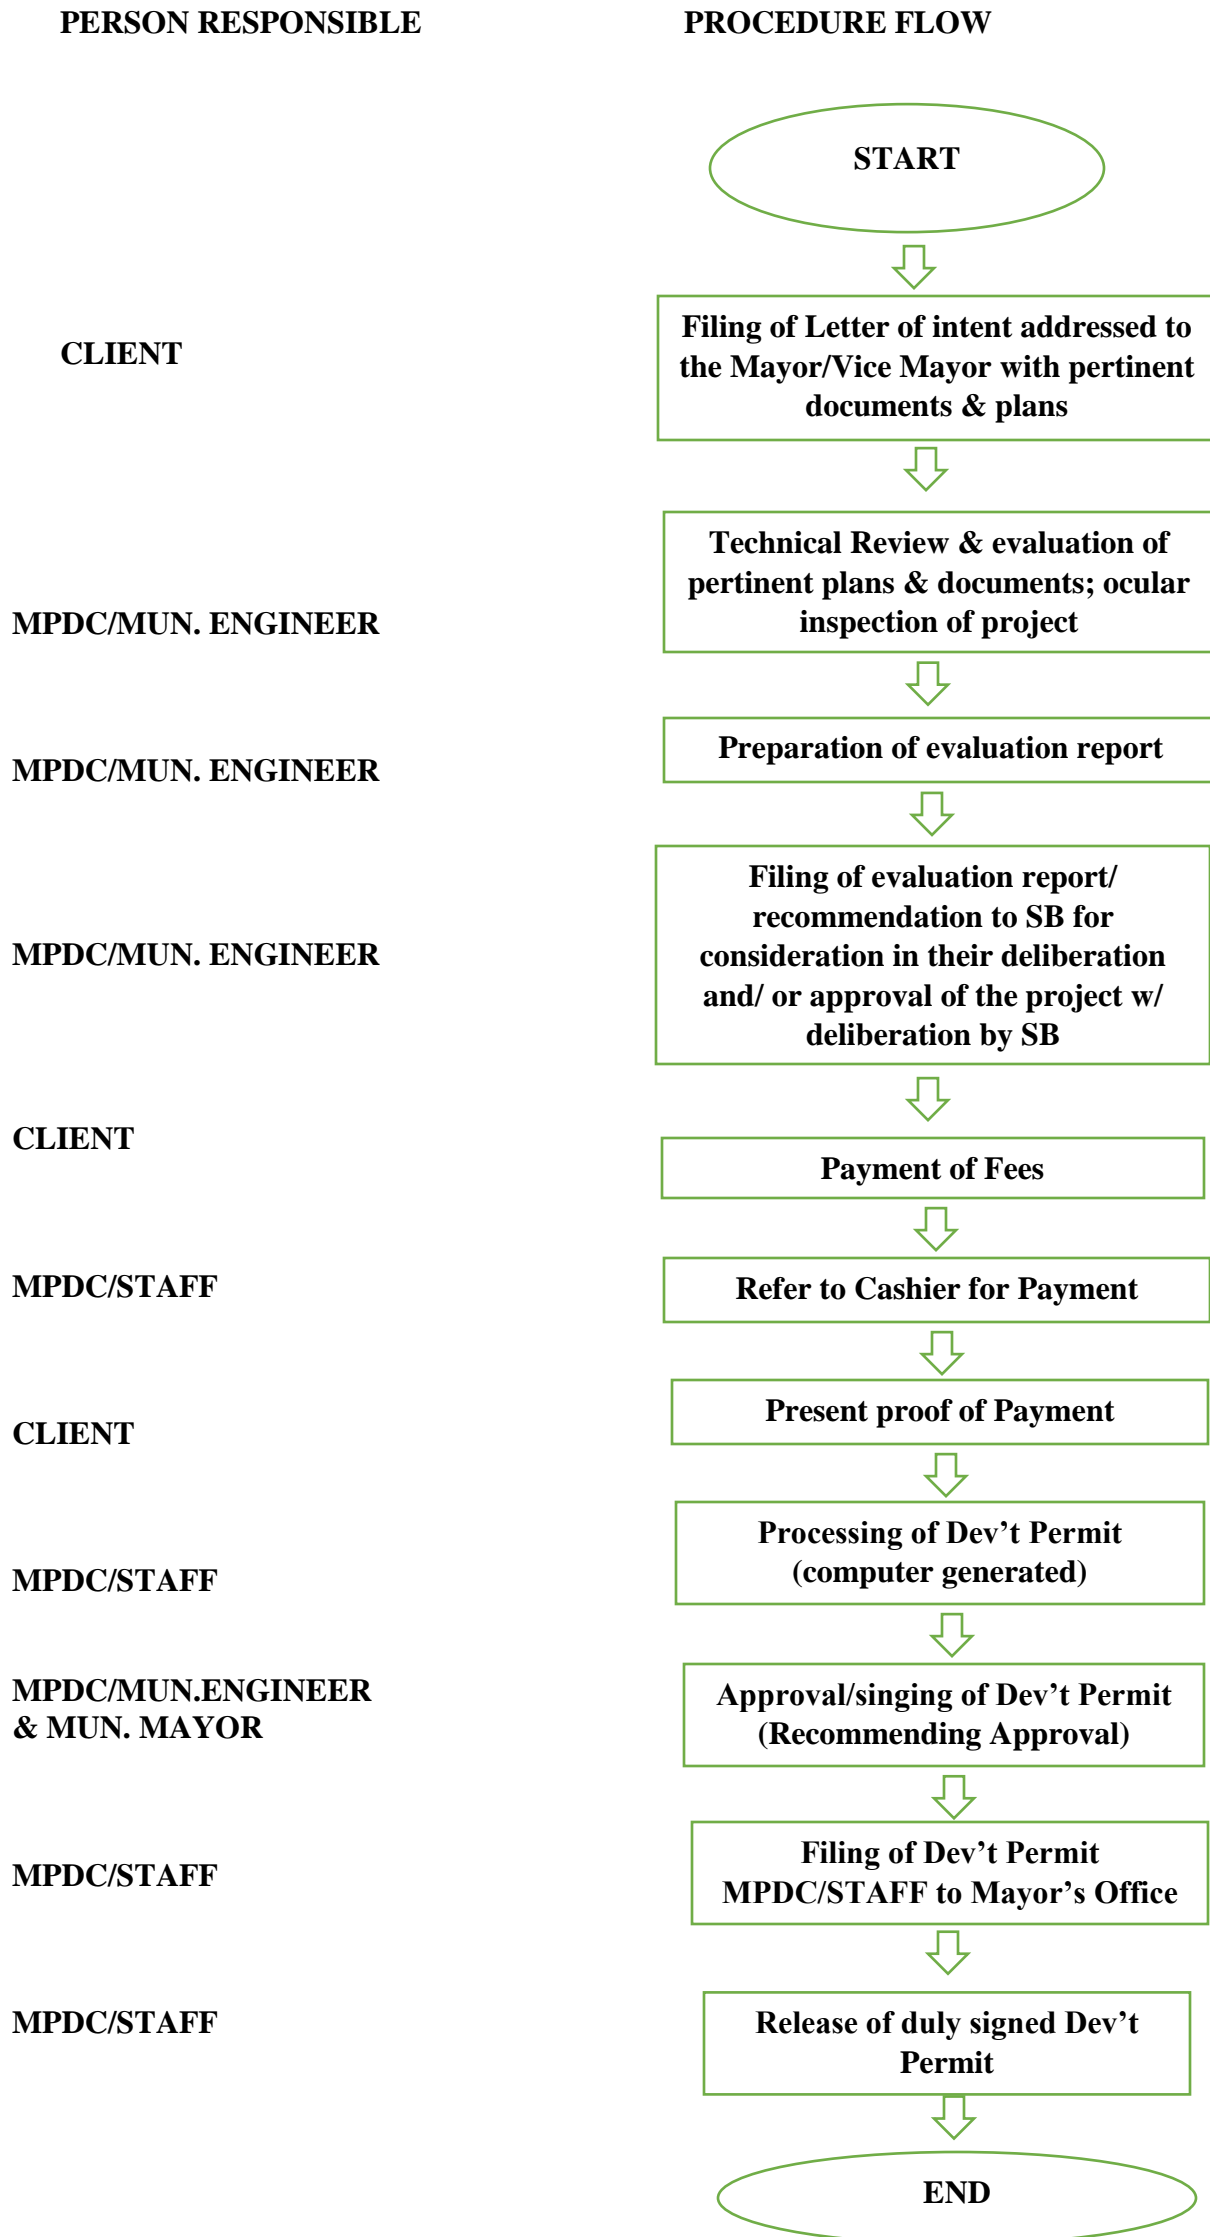 PERSON RESPONSIBLE
PROCEDURE FLOW
START
CLIENT
Filing of Letter of intent addressed to
the Mayor/Vice Mayor with pertinent
documents & plans
MPDC/MUN. ENGINEER
Technical Review & evaluation of
pertinent plans & documents; ocular
inspection of project
MPDC/MUN. ENGINEER
Preparation of evaluation report
MPDC/MUN. ENGINEER
Filing of evaluation report/
recommendation to SB for
consideration in their deliberation
and/ or approval of the project w/
deliberation by SB
CLIENT
Payment of Fees
MPDC/STAFF
Refer to Cashier for Payment
CLIENT
Present proof of Payment
MPDC/STAFF
Processing of Dev’t Permit
(computer generated)
MPDC/MUN.ENGINEER
& MUN. MAYOR
Approval/singing of Dev’t Permit
(Recommending Approval)
MPDC/STAFF
Filing of Dev’t Permit
MPDC/STAFF to Mayor’s Office
MPDC/STAFF
Release of duly signed Dev’t
Permit
END